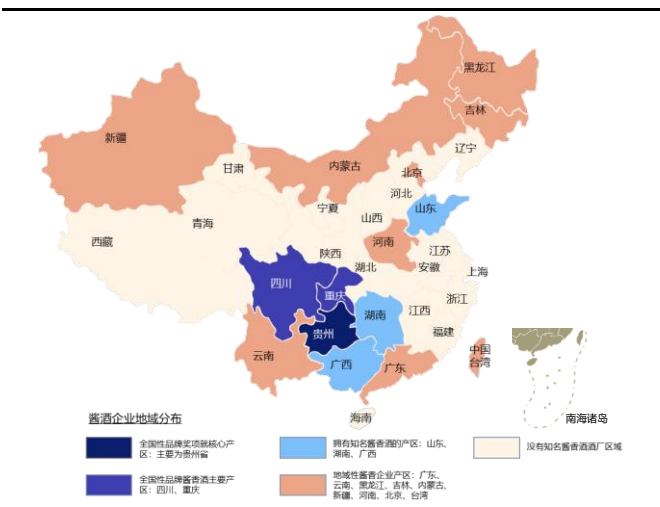 黑龙江
吉林
新疆
辽宁
内蒙古
甘肃
北京
河北
宁夏
山东
山西
青海
西藏
河南
江苏
陕西
湖北
安徽
上海
四川
重庆
浙江
江西
湖南
贵州
福建
云南
广西
广东
中国
台湾
海南
南海诸岛
酱酒企业地域分布
全国性品牌奖项就核心产
区：主要为贵州省
拥有知名酱香酒的产区：山东、
湖南、广西
没有知名酱香酒酒厂区域
全国性品牌酱香酒主要产
区：四川、重庆
地域性酱香企业产区：广东、
云南、黑龙江、吉林、内蒙古、
新疆、河南、北京、台湾